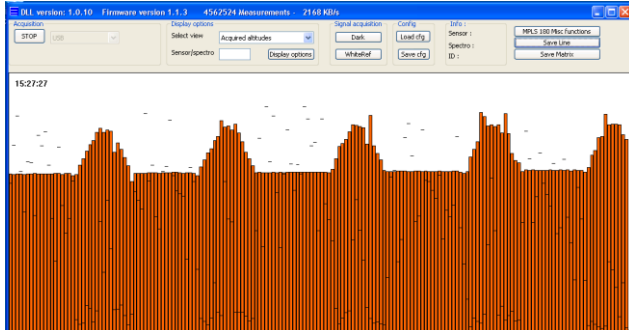 DLL version: 1.0.10 Firmware version 1.1.3 4562524 Measurements - 2168 KB/s
Acquisition
Display options
Signal acquisition
Config
Info :
STOP
USB
Select view
Acquired altitudes
Dark
Load cfg
Sensor :
MPLS 180 Misc functions
Sensor/spectro
Display options
WhiteRef
Save cfg
Spectro :
Save Line
ID :
Save Matrix
15:27:27